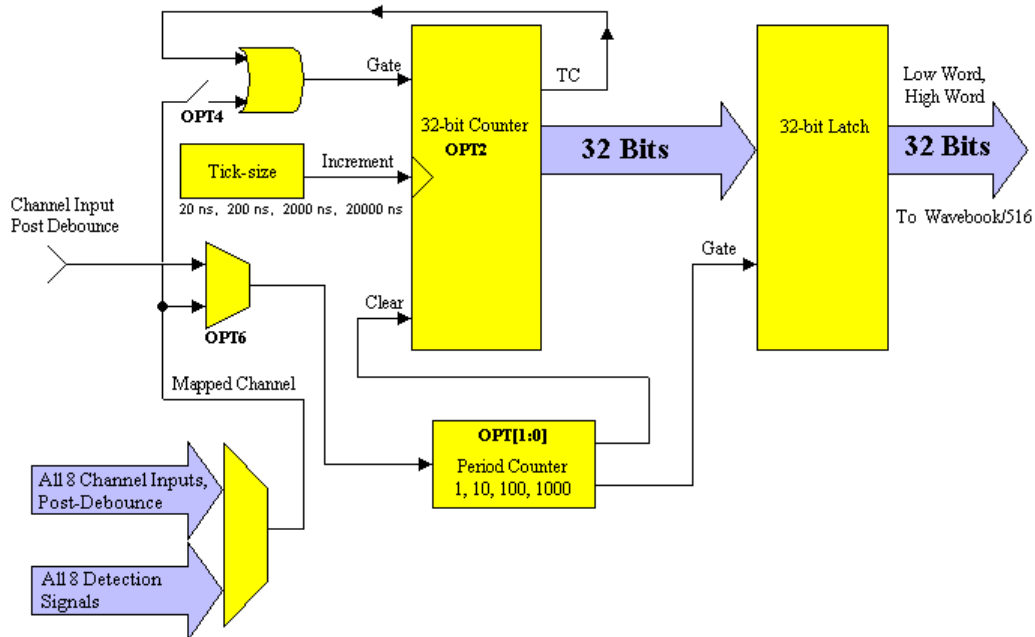 Gate
TC
OPT4
32-bit Counter
OPT2
32 Bits
32-bit Latch
Low Word,
High Word
32 Bits
To Wavebook/516
Tick-size
Increment
20 ns, 200 ns, 2000 ns, 20000 ns
Channel Input
Post Debounce
OPT6
Clear
Gate
Mapped Channel
OPT[1:0]
Period Counter
1, 10, 100, 1000
All 8 Channel Inputs,
Post-Debounce
All 8 Detection
Signals